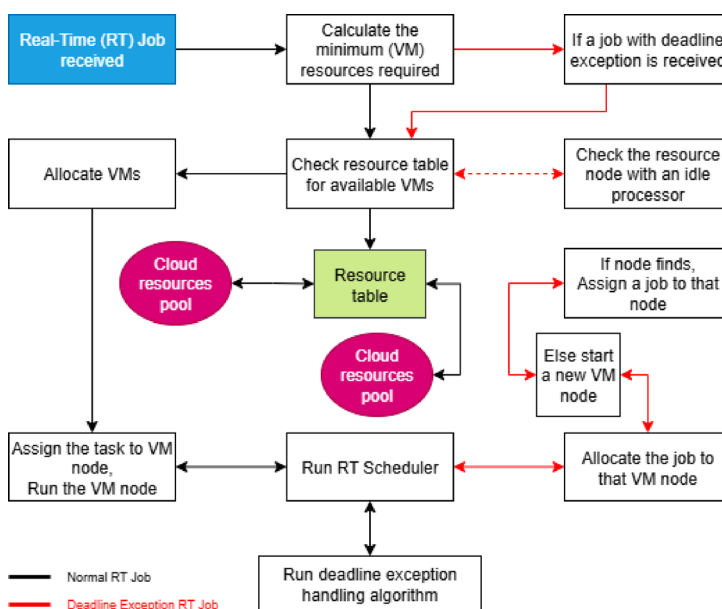 Real-Time (RT) Job
received
Calculate the
minimum (VM)
resources required
If a job with deadline
exception is received
Allocate VMs
Check resource table
for available VMs
Check the resource
node with an idle
processor
Cloud
resources
pool
Resource
table
If node finds,
Assign a job to that
node
Cloud
resources
pool
Else start
a new VM
node
Assign the task to VM
node,
Run the VM node
Run RT Scheduler
Allocate the job to
that VM node
Normal RT Job
Deadline Exception RT Job
Run deadline exception
handling algorithm